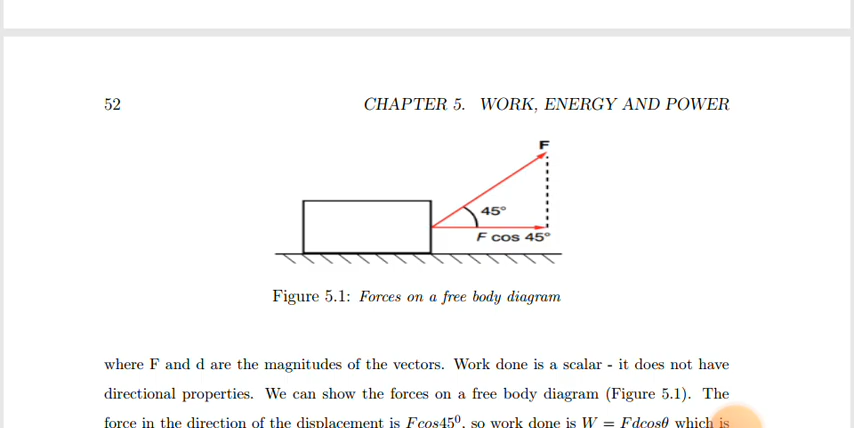 52 CHAPTER 5. WORK, ENERGY AND POWER
F
45°
F cos 45°
Figure 5.1: Forces on a free body diagram
where F and d are the magnitudes of the vectors. Work done is a scalar - it does not have
directional properties. We can show the forces on a free body diagram (Figure 5.1). The
force in the direction of the displacement is Fcos45⁰, so work done is W = Fdcosθ which is